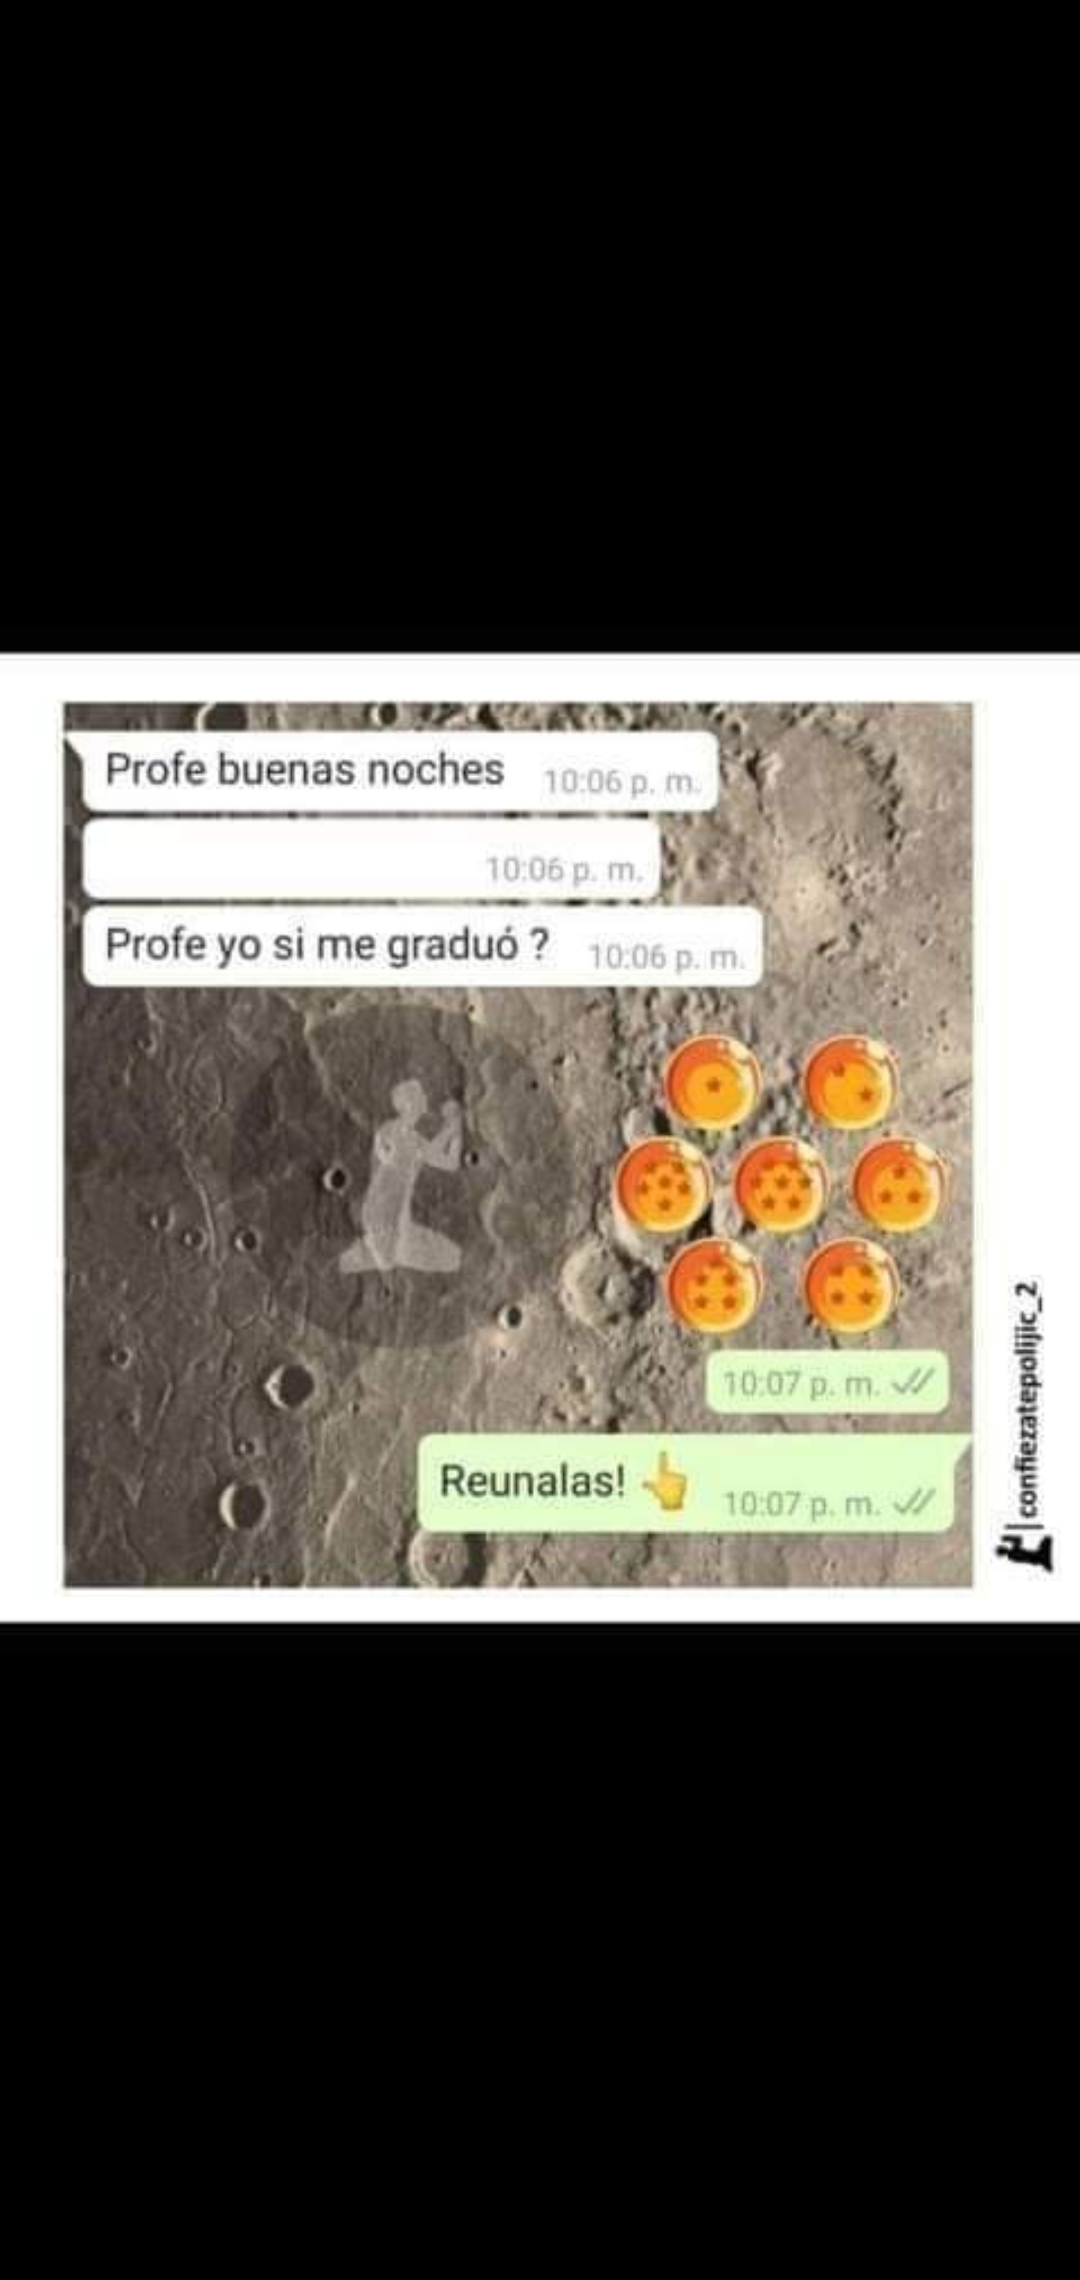 Profe buenas noches 10:06 p. m.
10:06 p. m.
Profe yo si me graduó ? 10:06 p. m.
10:07 p. m.
Reunalas! 👆 10:07 p. m.
|confiezatepolijic_2